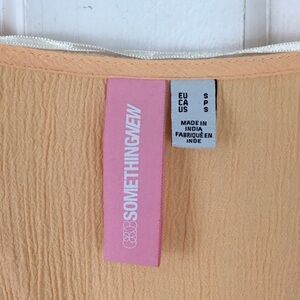 SOMETHINGNEW
EU S
CA P
US S
MADE IN
INDIA
FABRIQUÉ EN
INDE